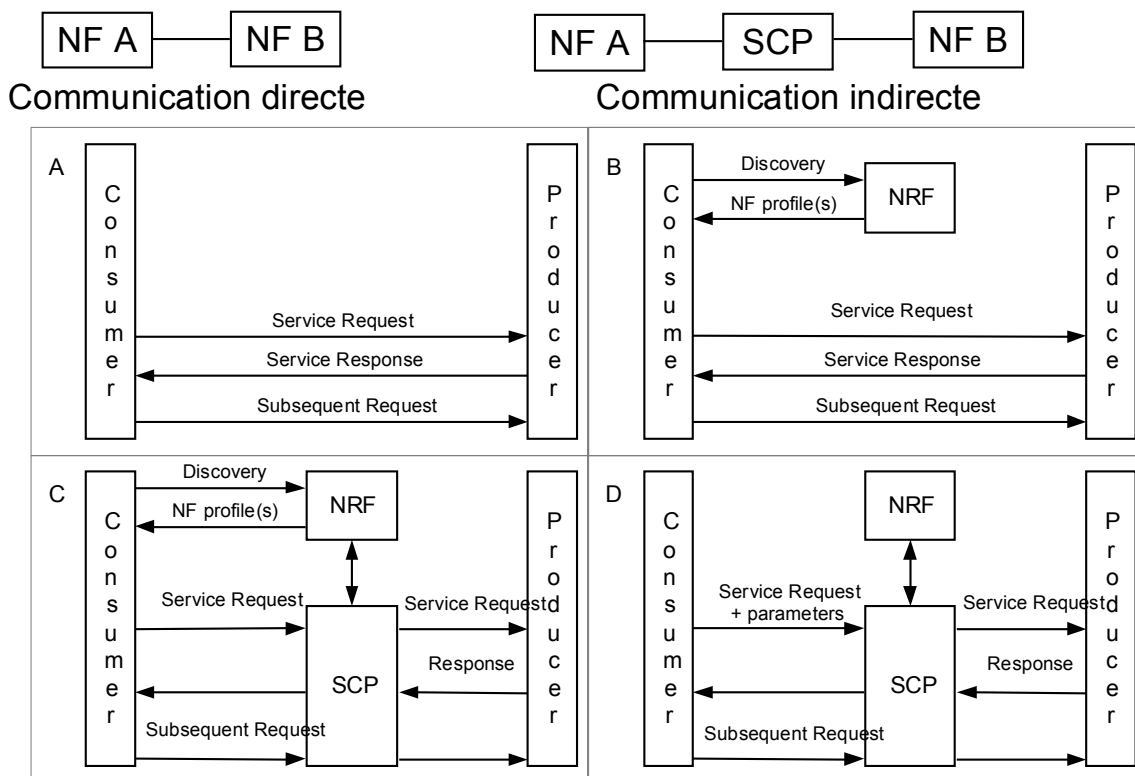 NF A
NF B
NF A
SCP
NF B
Communication directe
Communication indirecte
A
Consumer
Producer
Service Request
Service Response
Subsequent Request
B
Consumer
Discovery
NF profile(s)
NRF
Producer
Service Request
Service Response
Subsequent Request
C
Consumer
Discovery
NF profile(s)
NRF
Producer
Service Request
Service Request
Response
SCP
Subsequent Request
D
Consumer
NRF
Producer
Service Request
+ parameters
Service Request
Response
SCP
Subsequent Request